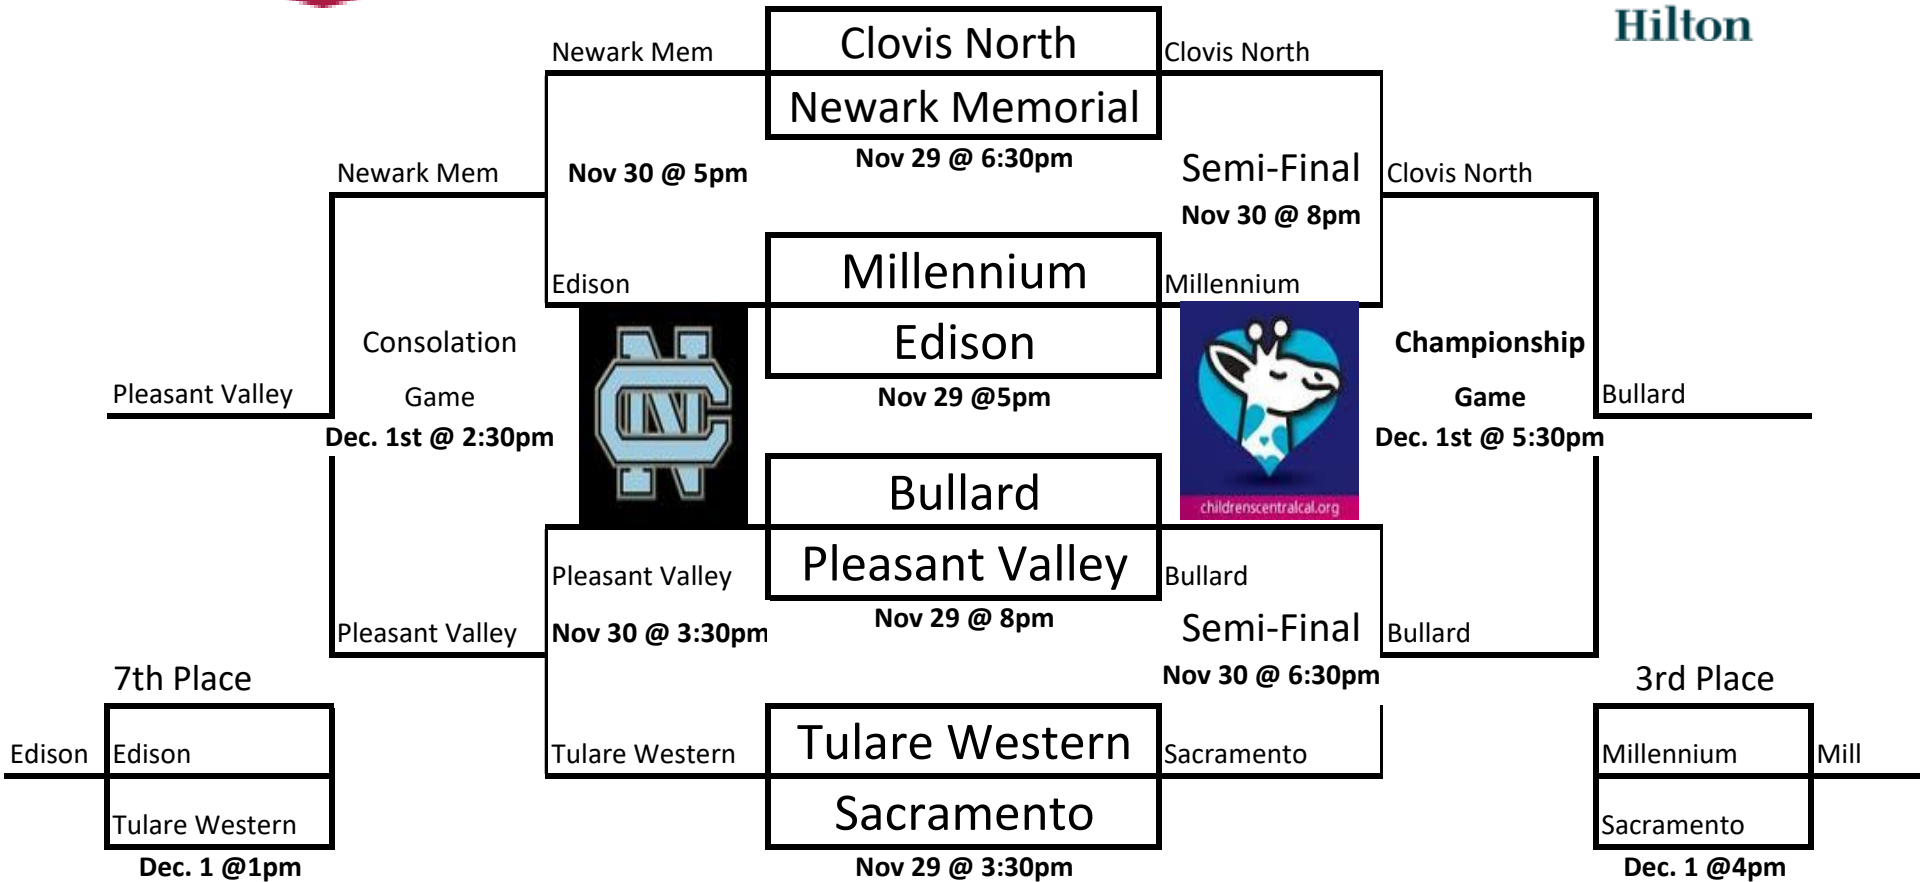 Hilton
Newark Mem
Clovis North
Clovis North
Newark Memorial
Nov 29 @ 6:30pm
Newark Mem
Nov 30 @ 5pm
Semi-Final
Nov 30 @ 8pm
Clovis North
Edison
Millennium
Millennium
Edison
Nov 29 @5pm
Consolation
Game
Dec. 1st @ 2:30pm
Pleasant Valley
NC
childrenscentralcal.org
Championship
Game
Dec. 1st @ 5:30pm
Bullard
Bullard
Pleasant Valley
Nov 29 @ 8pm
Pleasant Valley
Nov 30 @ 3:30pm
Pleasant Valley
Bullard
Semi-Final
Nov 30 @ 6:30pm
Bullard
7th Place
Edison
Edison
Tulare Western
Dec. 1 @1pm
Tulare Western
Tulare Western
Sacramento
Sacramento
Nov 29 @ 3:30pm
3rd Place
Millennium
Mill
Sacramento
Dec. 1 @4pm